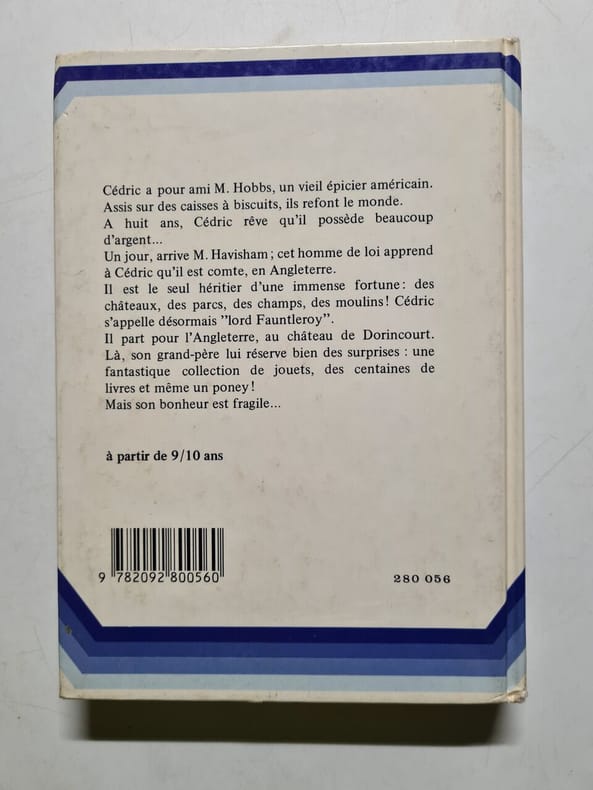 Cédric a pour ami M. Hobbs, un vieil épicier américain.
Assis sur des caisses à biscuits, ils refont le monde.
A huit ans, Cédric rêve qu'il possède beaucoup
d'argent...
Un jour, arrive M. Havisham ; cet homme de loi apprend
à Cédric qu'il est comte, en Angleterre.
Il est le seul héritier d'une immense fortune : des
châteaux, des parcs, des champs, des moulins ! Cédric
s'appelle désormais "lord Fauntleroy".
Il part pour l'Angleterre, au château de Dorincourt.
Là, son grand-père lui réserve bien des surprises : une
fantastique collection de jouets, des centaines de
livres et même un poney !
Mais son bonheur est fragile...
à partir de 9/10 ans
9 782092 800560
280 056